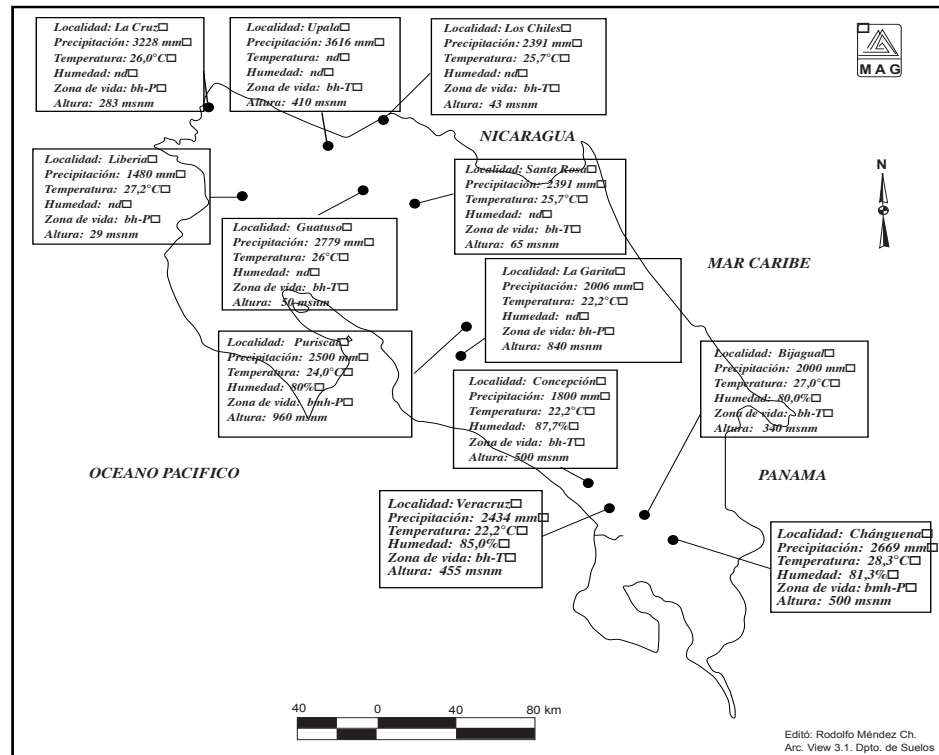 Localidad: La Cruz
Precipitación: 3228 mm
Temperatura: 26,0°C
Humedad: nd
Zona de vida: bh-P
Altura: 283 msnm
Localidad: Upala
Precipitación: 3616 mm
Temperatura: nd
Humedad: nd
Zona de vida: bh-T
Altura: 410 msnm
Localidad: Los Chiles
Precipitación: 2391 mm
Temperatura: 25,7°C
Humedad: nd
Zona de vida: bh-T
Altura: 43 msnm
MAG
NICARAGUA
Localidad: Liberia
Precipitación: 1480 mm
Temperatura: 27,2°C
Humedad: nd
Zona de vida: bh-P
Altura: 29 msnm
Localidad: Santa Rosa
Precipitación: 2391 mm
Temperatura: 25,7°C
Humedad: nd
Zona de vida: bh-T
Altura: 65 msnm
N
Localidad: Guatuso
Precipitación: 2779 mm
Temperatura: 26°C
Humedad: nd
Zona de vida: bh-T
Altura: 50 msnm
MAR CARIBE
Localidad: La Garita
Precipitación: 2006 mm
Temperatura: 22,2°C
Humedad: nd
Zona de vida: bh-P
Altura: 840 msnm
Localidad: Puriscal
Precipitación: 2500 mm
Temperatura: 24,0°C
Humedad: 80%
Zona de vida: bmh-P
Altura: 960 msnm
Localidad: Bijagual
Precipitación: 2000 mm
Temperatura: 27,0°C
Humedad: 80,0%
Zona de vida: bh-T
Altura: 340 msnm
Localidad: Concepción
Precipitación: 1800 mm
Temperatura: 22,2°C
Humedad: 87,7%
Zona de vida: bh-T
Altura: 500 msnm
OCEANO PACIFICO
PANAMA
Localidad: Veracruz
Precipitación: 2434 mm
Temperatura: 22,2°C
Humedad: 85,0%
Zona de vida: bh-T
Altura: 455 msnm
Localidad: Chánguena
Precipitación: 2669 mm
Temperatura: 28,3°C
Humedad: 81,3%
Zona de vida: bmh-P
Altura: 500 msnm
40 0 40 80 km
Editó: Rodolfo Méndez Ch.
Arc. View 3.1. Dpto. de Suelos